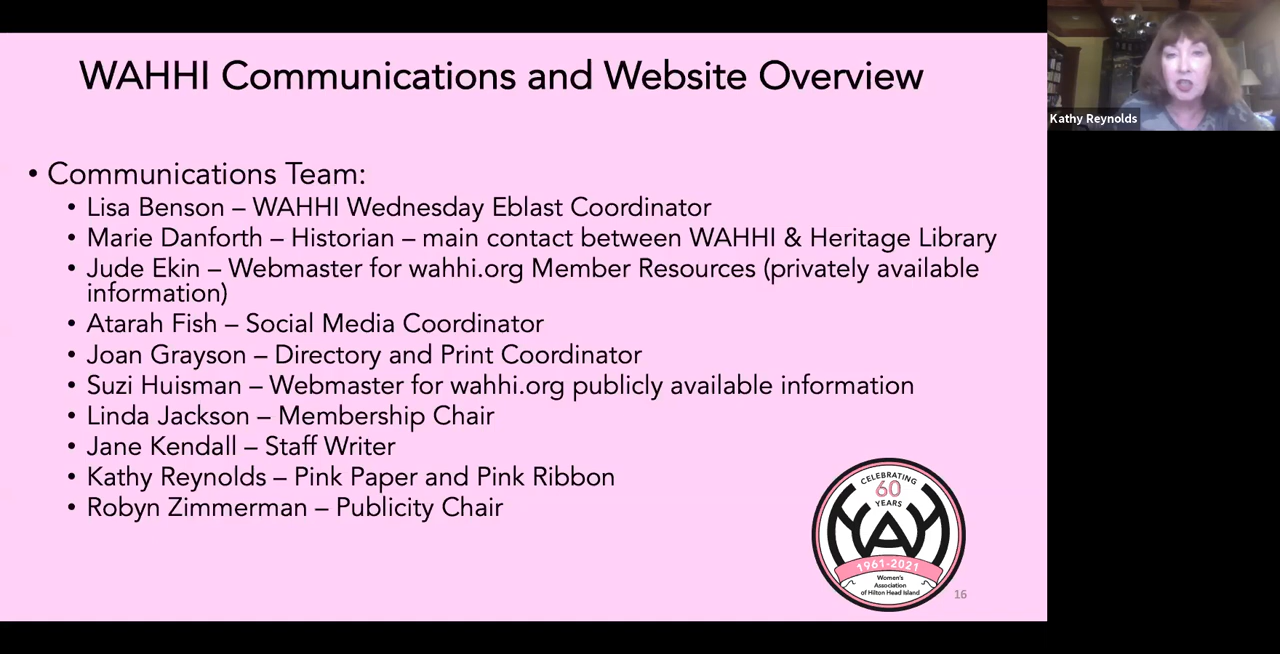 WAHHI Communications and Website Overview
Kathy Reynolds
• Communications Team:
• Lisa Benson – WAHHI Wednesday Eblast Coordinator
• Marie Danforth – Historian – main contact between WAHHI & Heritage Library
• Jude Ekin – Webmaster for wahhi.org Member Resources (privately available
information)
• Atarah Fish – Social Media Coordinator
• Joan Grayson – Directory and Print Coordinator
• Suzi Huisman – Webmaster for wahhi.org publicly available information
• Linda Jackson – Membership Chair
• Jane Kendall – Staff Writer
• Kathy Reynolds – Pink Paper and Pink Ribbon
• Robyn Zimmerman – Publicity Chair
CELEBRATING
60
YEARS
WAH
1961-2021
Women's
Association
of Hilton Head Island
16